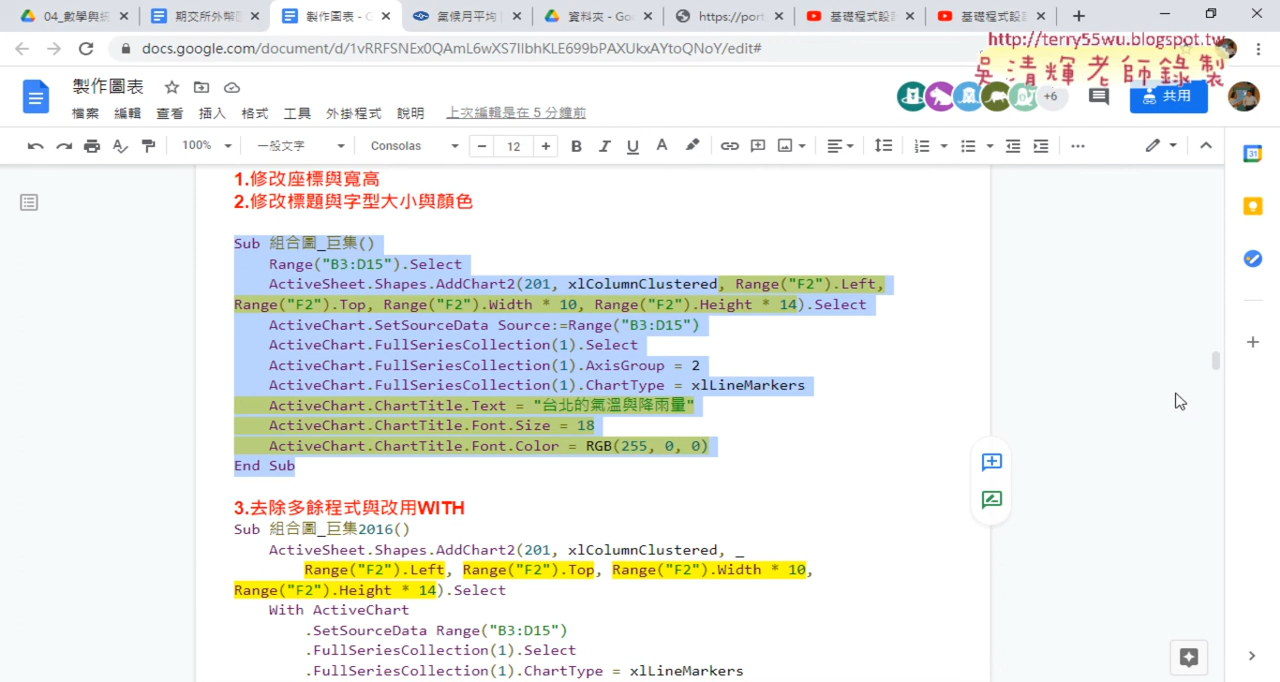 04_數學與統
期交所外幣
製作圖表 - G
氣候月平均
資料夾 - Goo
https://port
基礎程式設
基礎程式設
docs.google.com/document/d/1vRRFSNEx0QAmL6wXS7IIbhKLE699bPAXUkxAYtoQNoY/edit#
http://terry55wu.blogspot.tw
吳清輝老師錄製
製作圖表
檔案 編輯 查看 插入 格式 工具 外掛程式 說明 上次編輯是在 5 分鐘前
+6
共用
100% 一般文字 Consolas 12 B I U A
31
1.修改座標與寬高
2.修改標題與字型大小與顏色
Sub 組合圖_巨集()
Range("B3:D15").Select
ActiveSheet.Shapes.AddChart2(201, xlColumnClustered, Range("F2").Left,
Range("F2").Top, Range("F2").Width * 10, Range("F2").Height * 14).Select
ActiveChart.SetSourceData Source:=Range("B3:D15")
ActiveChart.FullSeriesCollection(1).Select
ActiveChart.FullSeriesCollection(1).AxisGroup = 2
ActiveChart.FullSeriesCollection(1).ChartType = xlLineMarkers
ActiveChart.ChartTitle.Text = "台北的氣溫與降雨量"
ActiveChart.ChartTitle.Font.Size = 18
ActiveChart.ChartTitle.Font.Color = RGB(255, 0, 0)
End Sub
3.去除多餘程式與改用WITH
Sub 組合圖_巨集2016()
ActiveSheet.Shapes.AddChart2(201, xlColumnClustered, _
Range("F2").Left, Range("F2").Top, Range("F2").Width * 10,
Range("F2").Height * 14).Select
With ActiveChart
.SetSourceData Range("B3:D15")
.FullSeriesCollection(1).Select
.FullSeriesCollection(1).ChartType = xlLineMarkers